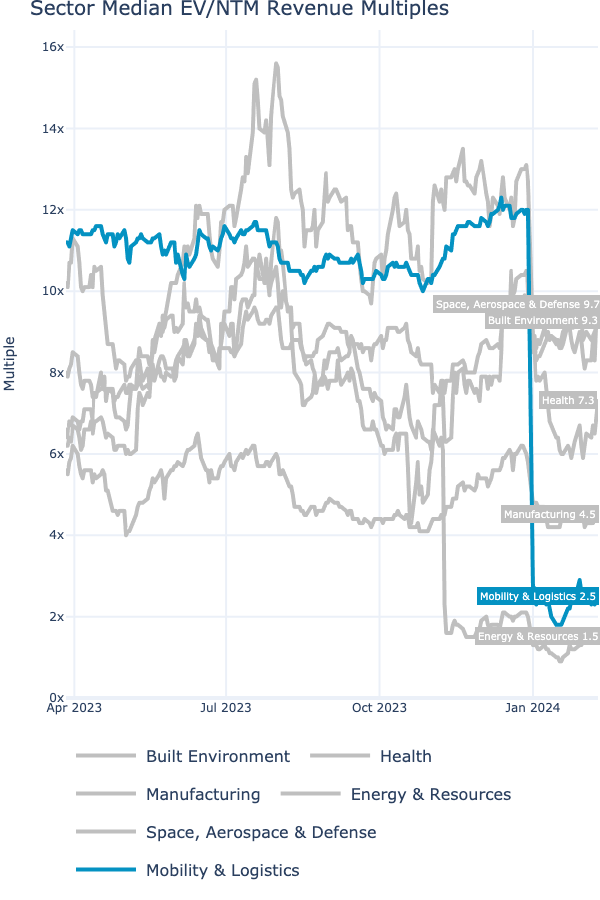 Sector Median EV/NTM Revenue Multiples
16x
14x
12x
10x
8x
6x
4x
2x
0x
Multiple
Space, Aerospace & Defense 9.7
Built Environment 9.3
Health 7.3
Manufacturing 4.5
Mobility & Logistics 2.5
Energy & Resources 1.5
Apr 2023 Jul 2023 Oct 2023 Jan 2024
Built Environment Health
Manufacturing Energy & Resources
Space, Aerospace & Defense
Mobility & Logistics